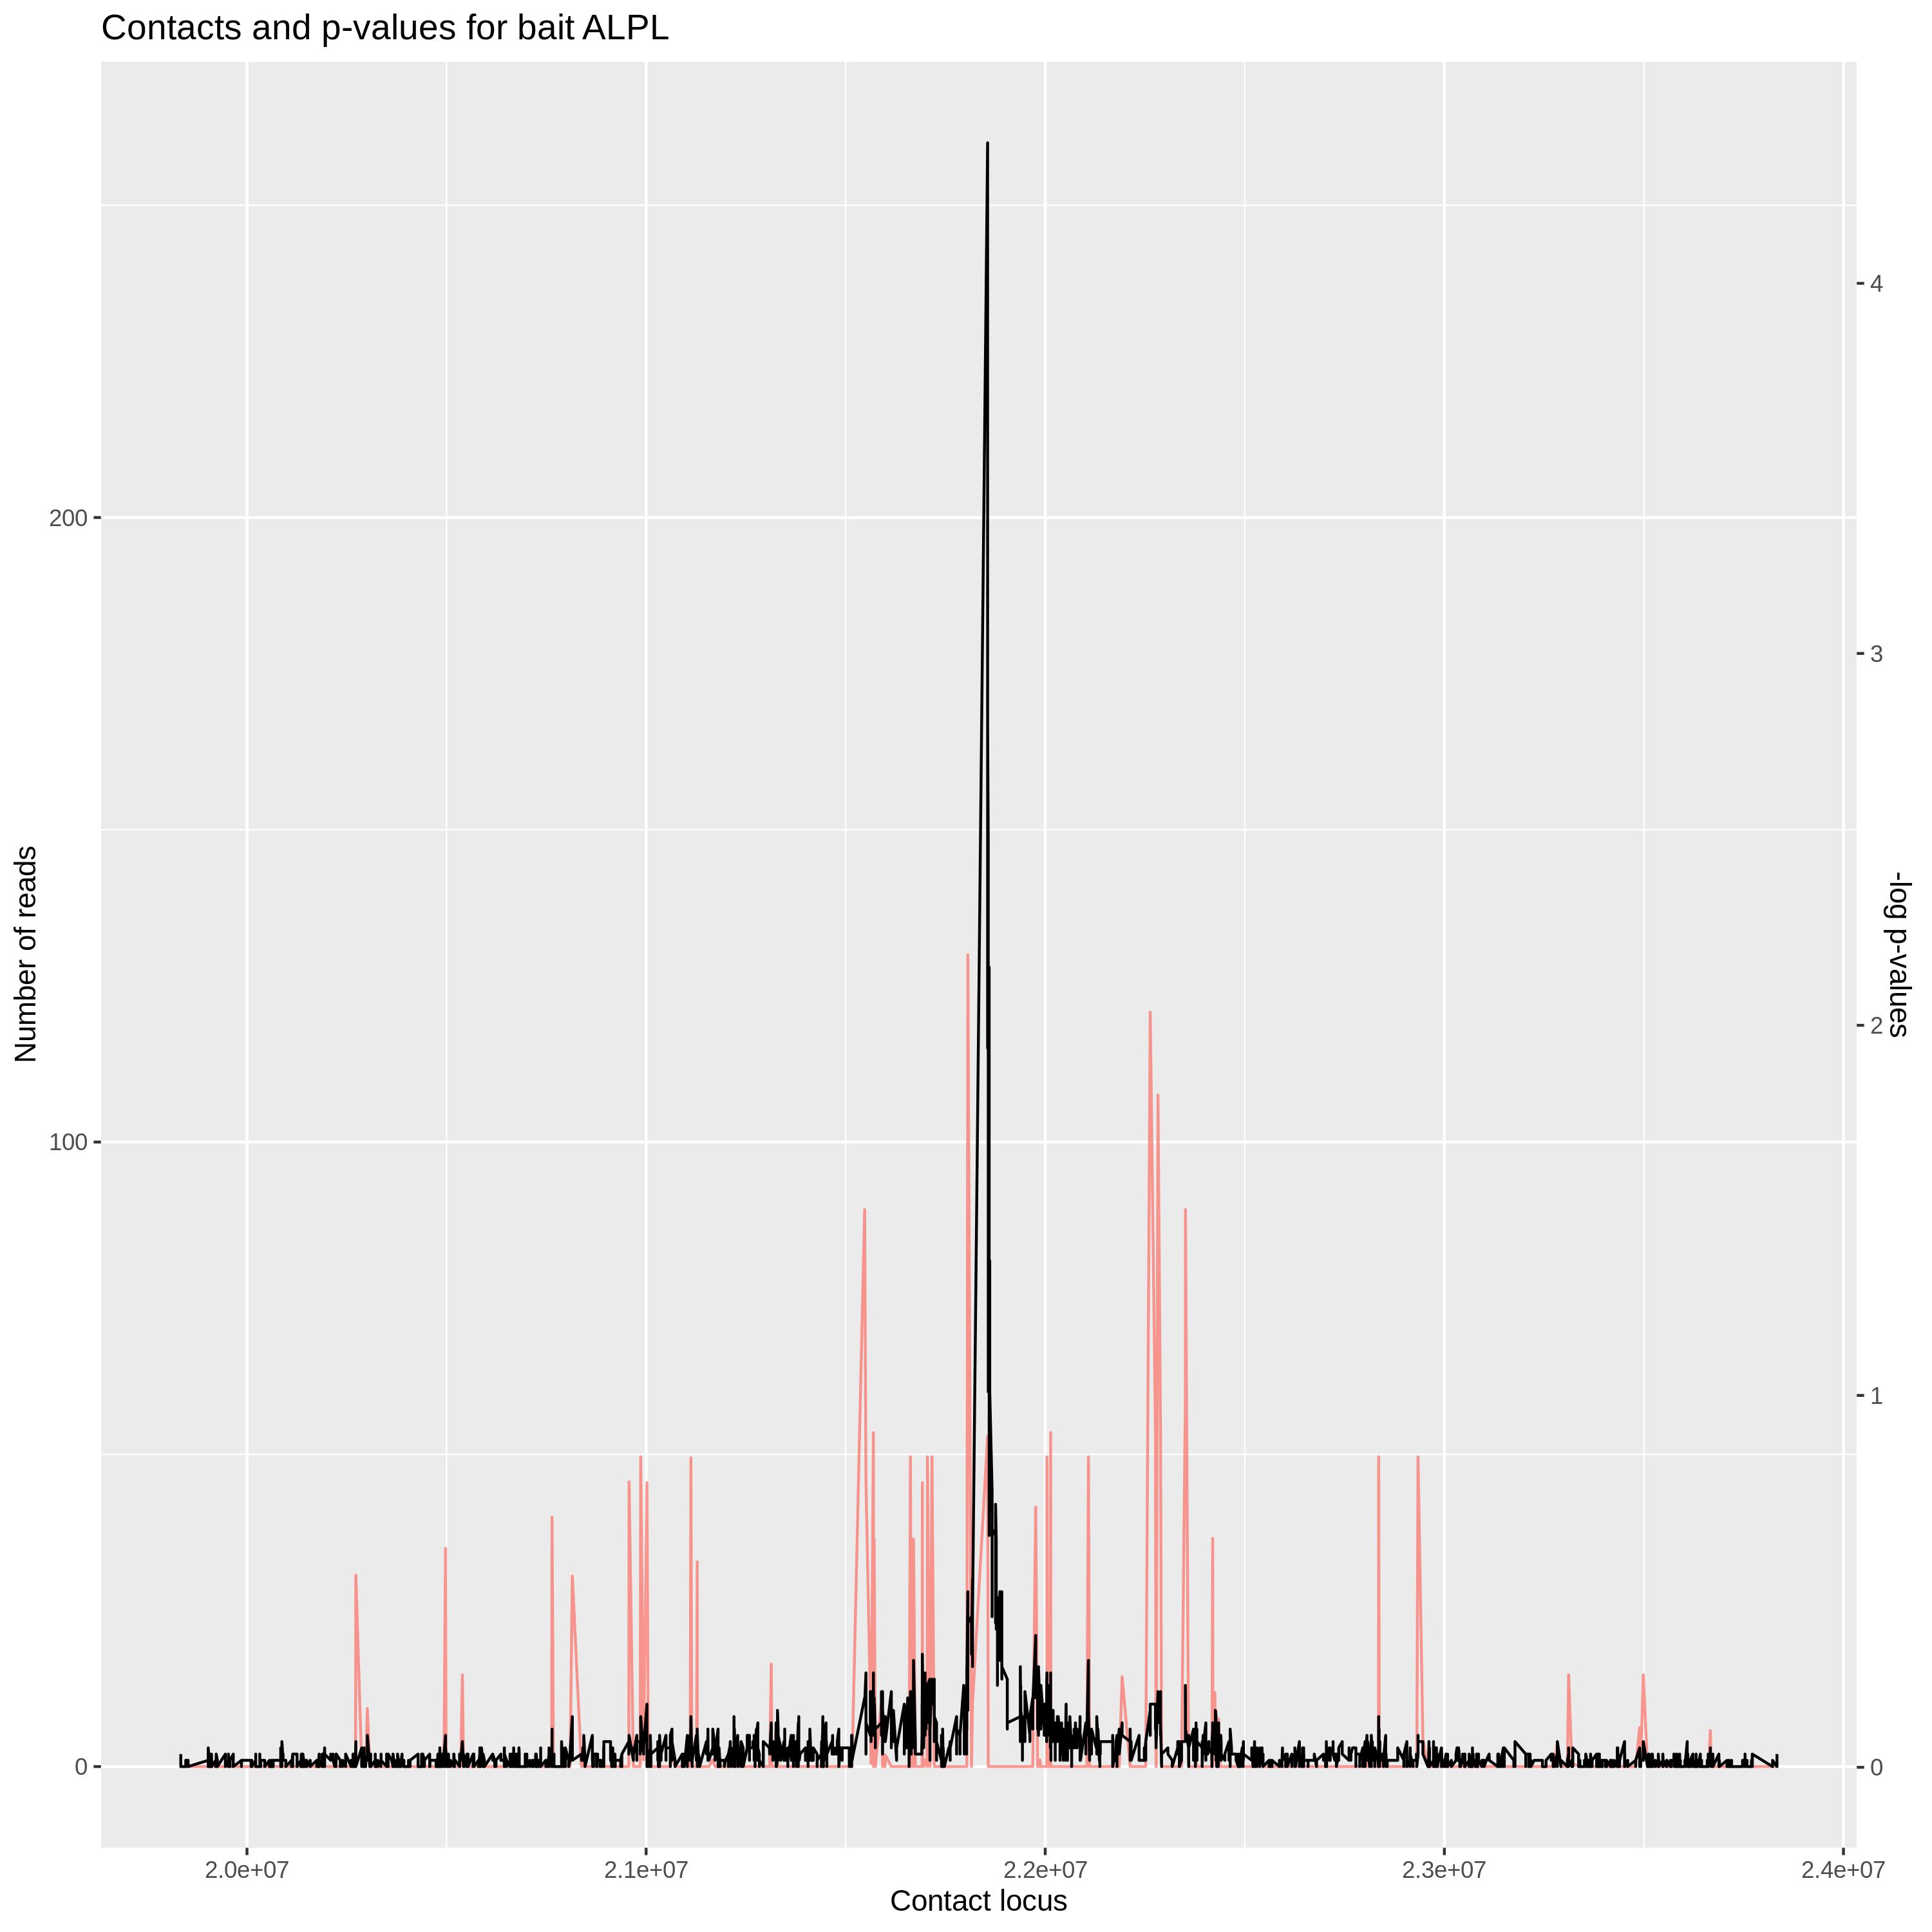 Contacts and p-values for bait ALPL
Number of reads
200
100
0
4
3
2
1
0
-log p-values
2.0e+07
2.1e+07
2.2e+07
2.3e+07
2.4e+07
Contact locus